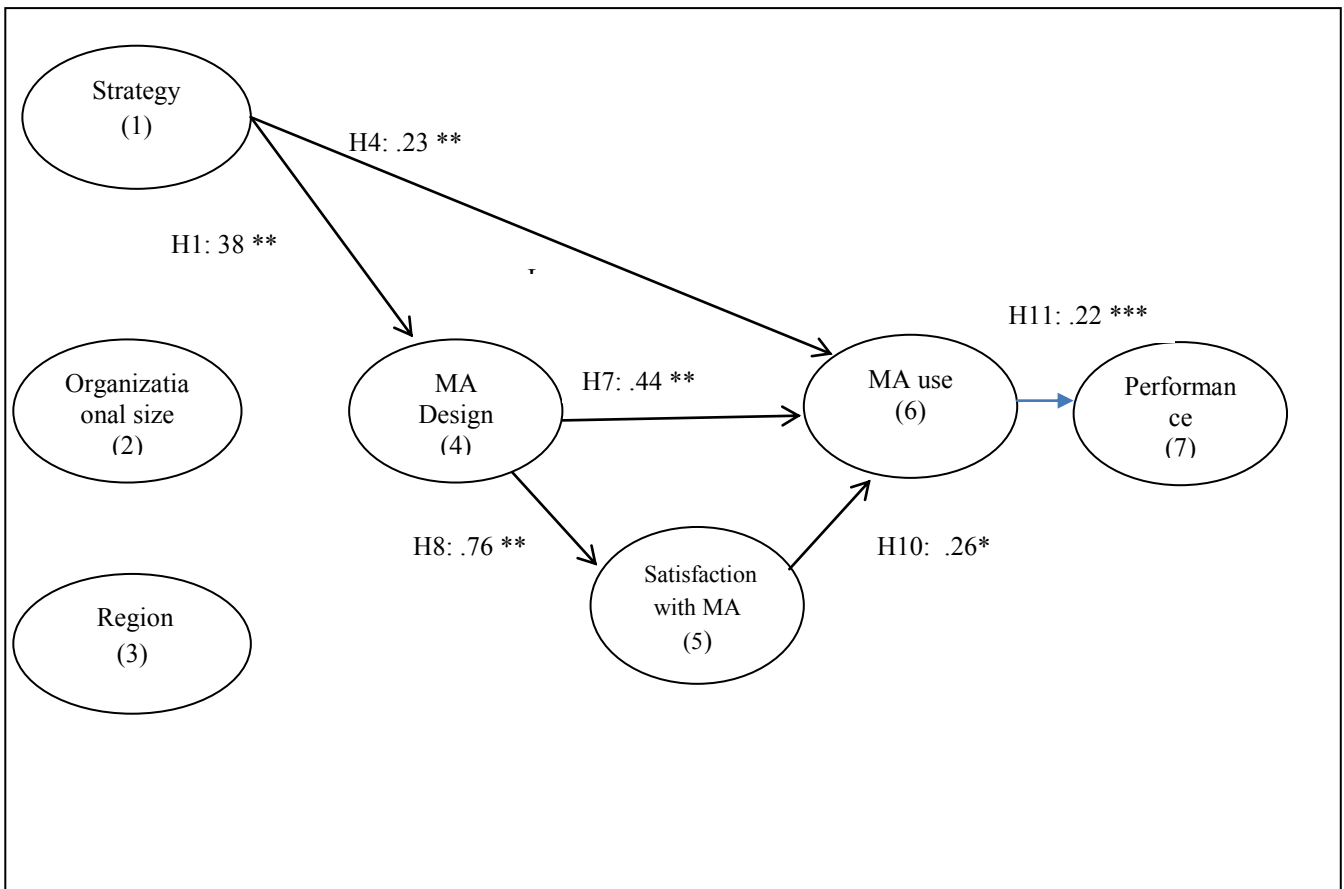 Strategy
(1)
H4: .23 **
H1: 38 **
H11: .22 ***
Organizatia
onal size
(2)
MA
Design
(4)
H7: .44 **
MA use
(6)
Performan
ce
(7)
H8: .76 **
H10: .26*
Satisfaction
with MA
(5)
Region
(3)